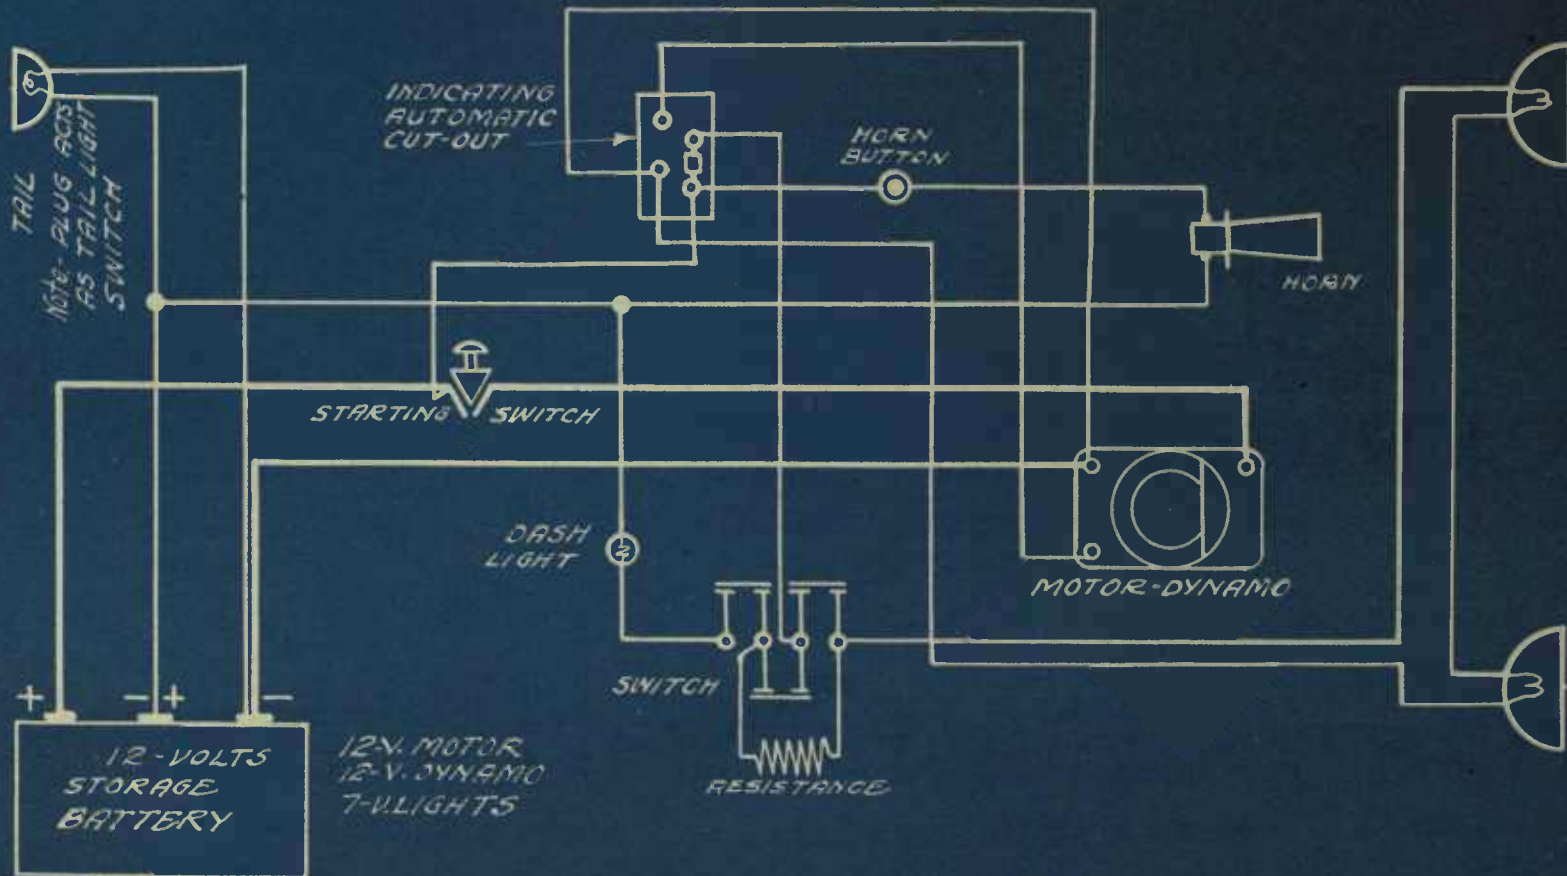 INDICATING
AUTOMATIC
CUT-OUT
HORN
BUTTON
TAIL
Note- PLUG ACTS
AS TAIL LIGHT
SWITCH
HORN
STARTING SWITCH
DASH
LIGHT
MOTOR-DYNAMO
SWITCH
RESISTANCE
+ - + -
12-VOLTS
STORAGE
BATTERY
12-V. MOTOR
12-V. DYNAMO
7-V. LIGHTS